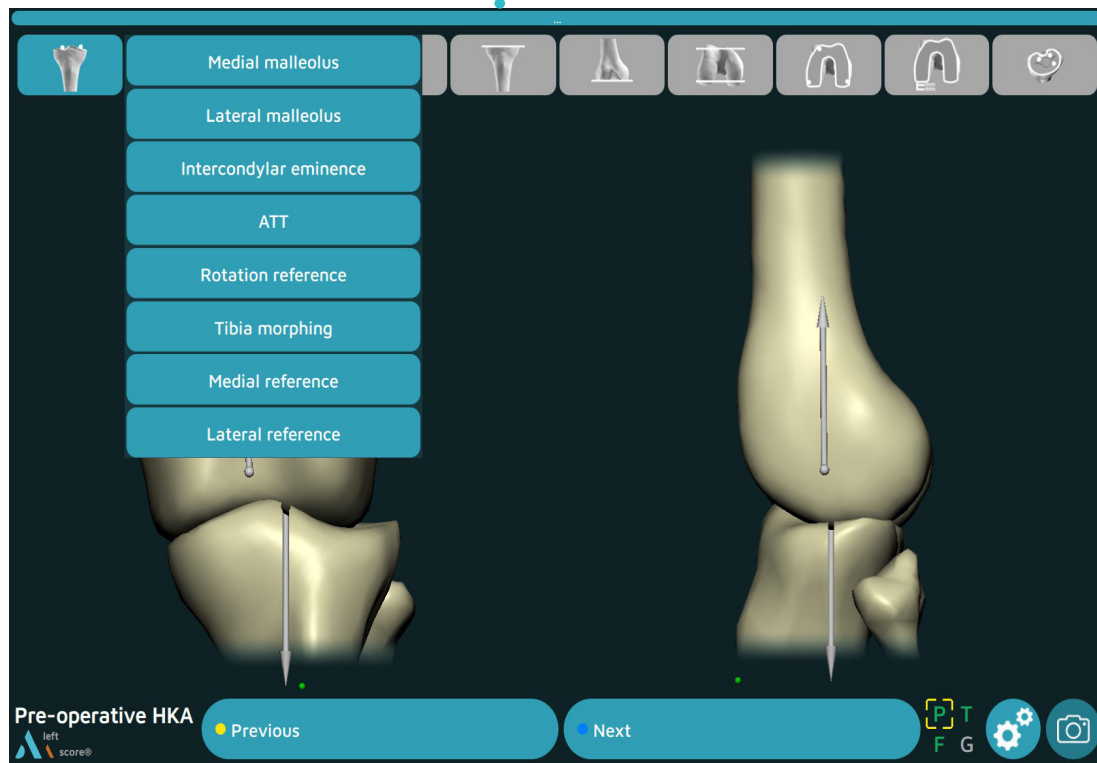 ...
Medial malleolus
Lateral malleolus
Intercondylar eminence
ATT
Rotation reference
Tibia morphing
Medial reference
Lateral reference
Pre-operative HKA
left
score®
Previous
Next
P T
F G